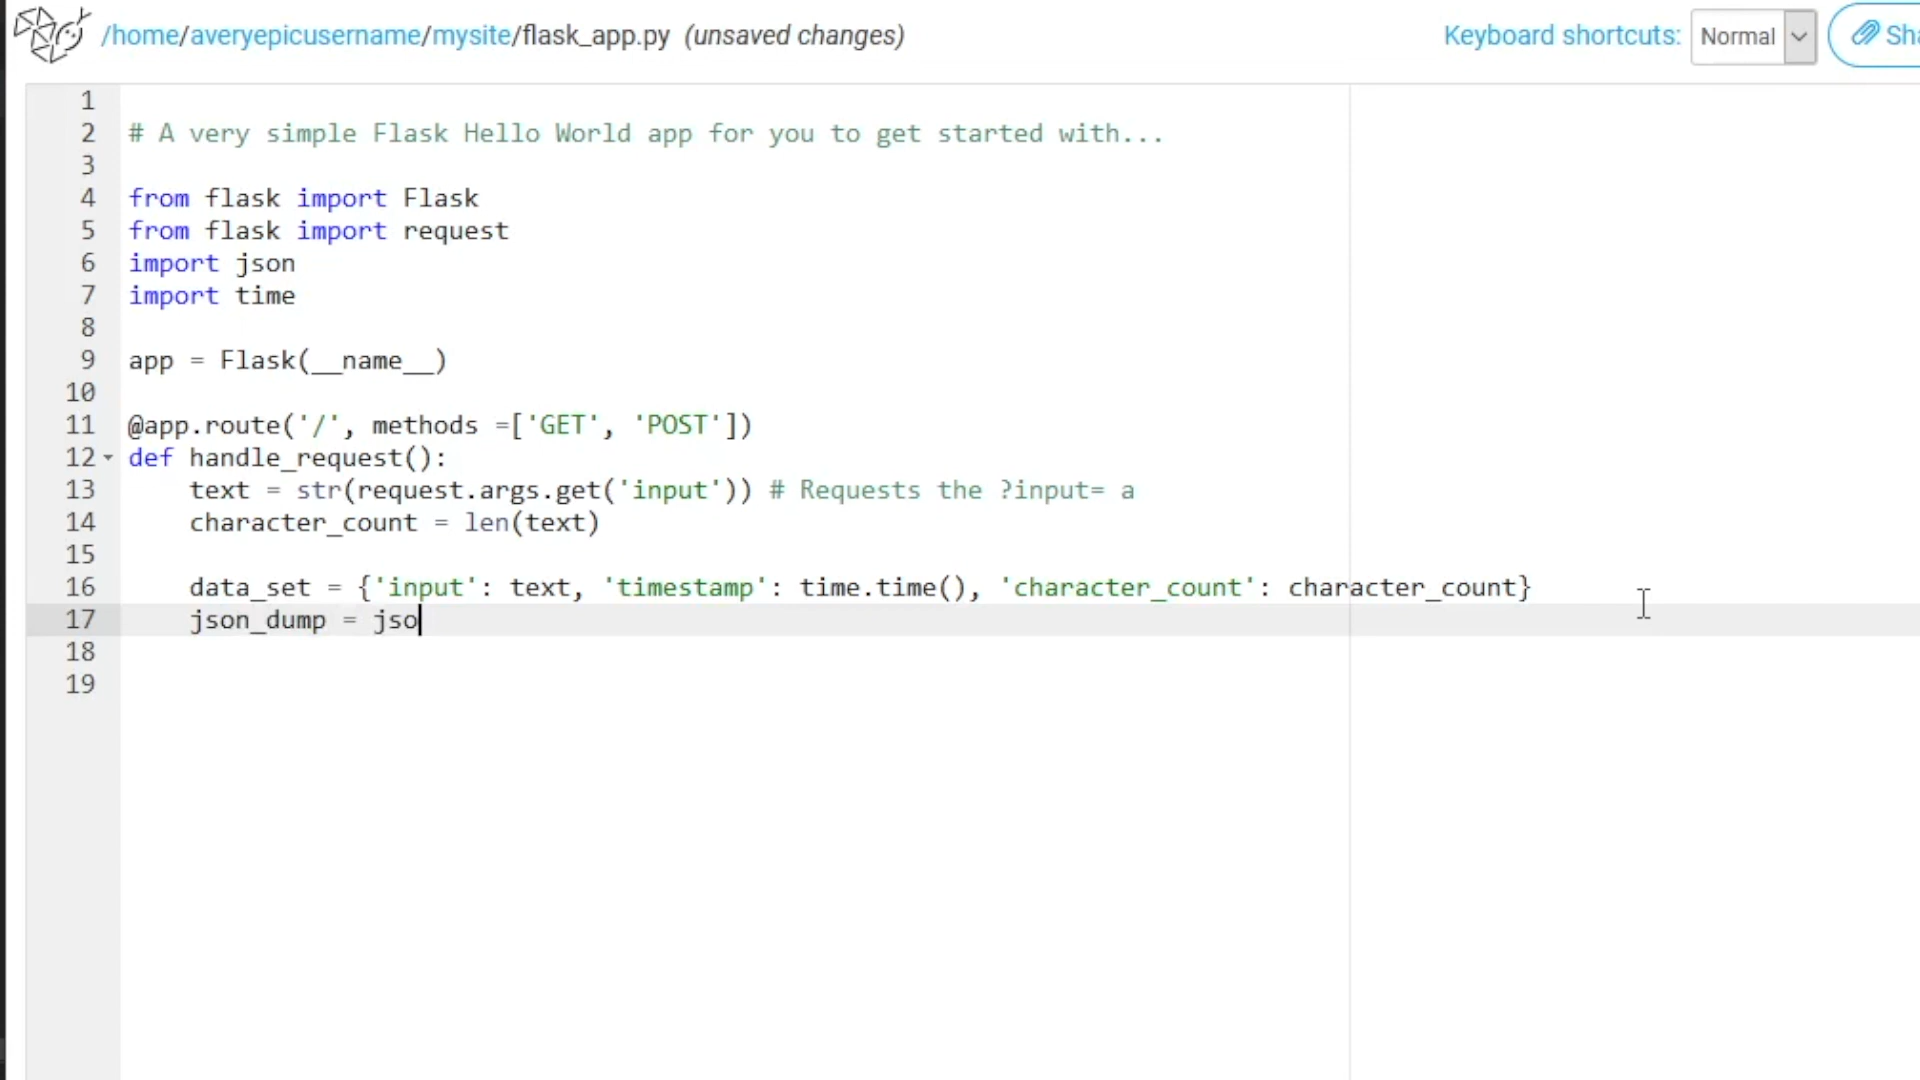 /home/averyepicusername/mysite/flask_app.py (unsaved changes) Keyboard shortcuts: Normal
1
2 # A very simple Flask Hello World app for you to get started with...
3
4 from flask import Flask
5 from flask import request
6 import json
7 import time
8
9 app = Flask(__name__)
10
11 @app.route('/', methods =['GET', 'POST'])
12 def handle_request():
13 text = str(request.args.get('input')) # Requests the ?input= a
14 character_count = len(text)
15
16 data_set = {'input': text, 'timestamp': time.time(), 'character_count': character_count}
17 json_dump = jso
18
19